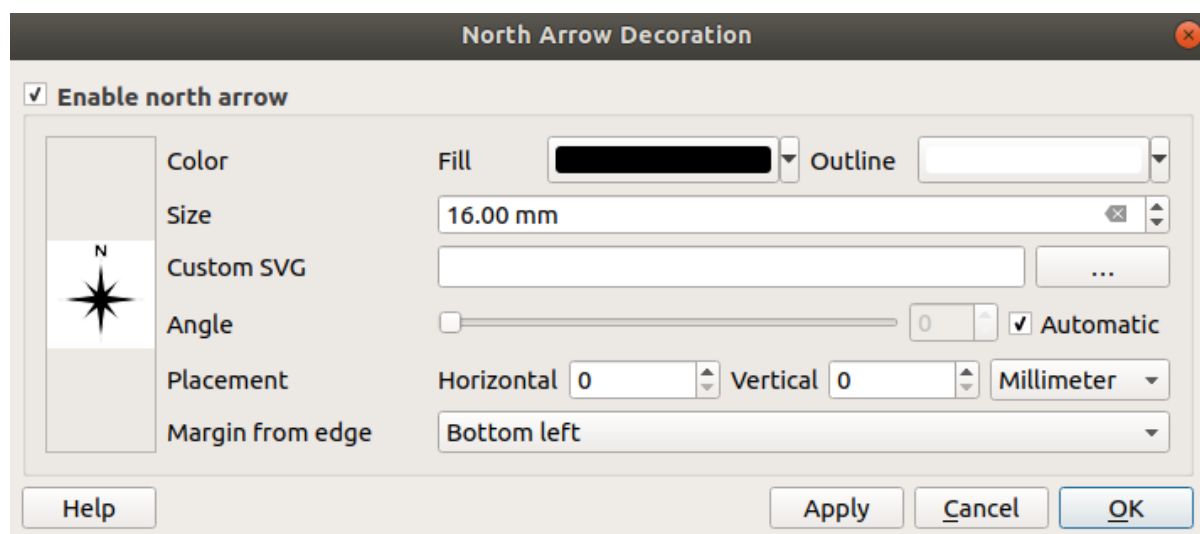 North Arrow Decoration
Enable north arrow
Color Fill Outline
Size 16.00 mm
N
Custom SVG ...
Angle 0 Automatic
Placement Horizontal 0 Vertical 0 Millimeter
Margin from edge Bottom left
Help Apply Cancel OK